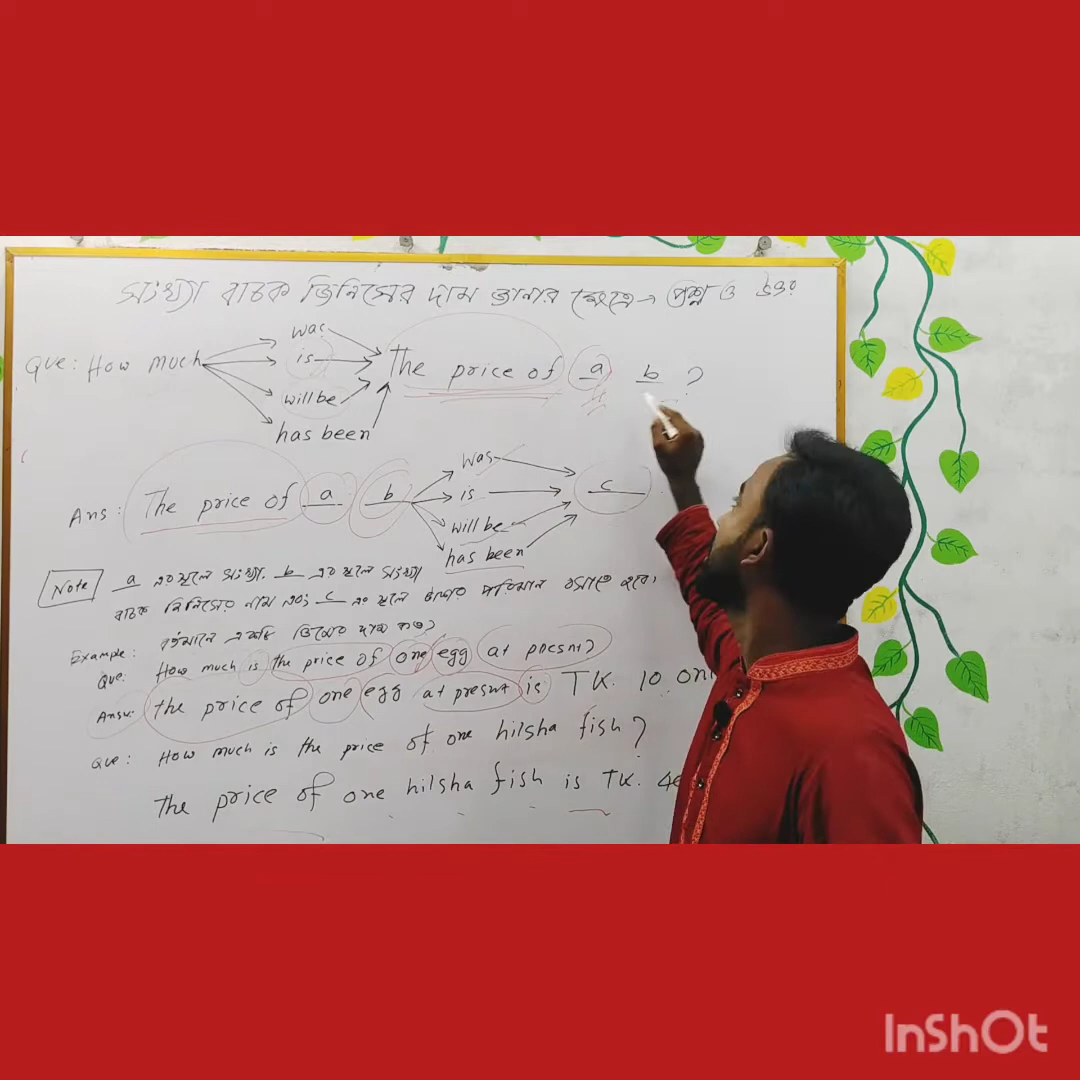 সংখ্যা বাচক জিনিসের দাম জানার ক্ষেত্রে → প্রশ্ন ও উত্তর
Que: How much was is will be has been the price of a b ?
Ans: The price of a b was is will be has been c
Note a এর স্থলে সংখ্যা, b এর স্থলে সংখ্যা
বাচক জিনিসের নাম এবং c এর স্থলে টাকার পরিমান বসাতে হবে।
Example: বর্তমানে একটি ডিমের দাম কত?
Que: How much is the price of one egg at presnt?
Answ: the price of one egg at presnt is TK. 10 on
Que: How much is the price of one hilsha fish?
The price of one hilsha fish is TK. 4
InShOt